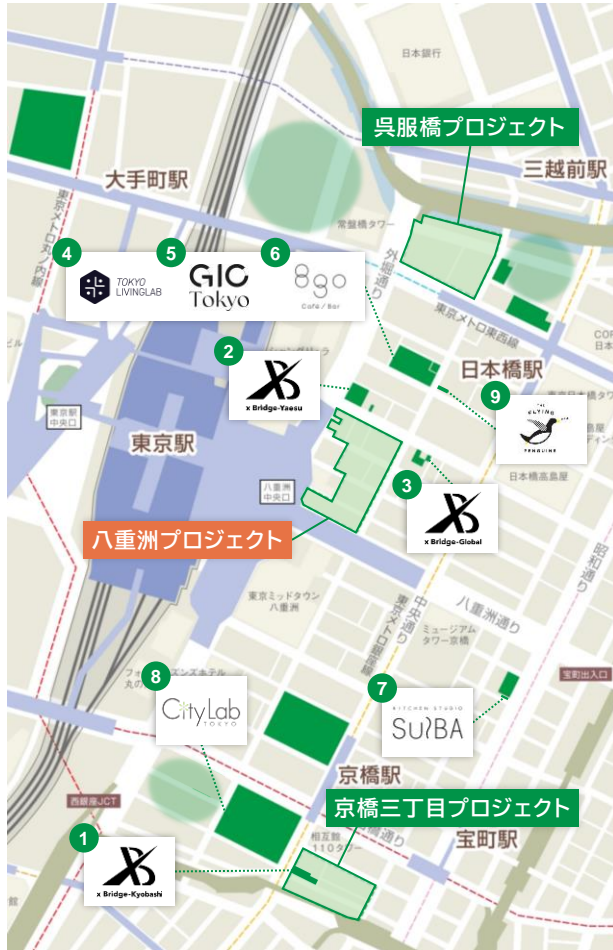 日本銀行
呉服橋プロジェクト
三越前駅
大手町駅
東京メトロ丸ノ内線
常盤橋タワー
外堀通り
4
TOKYO
LIVINGLAB
5
GIC
Tokyo
6
8go
Café / Bar
東京メトロ東西線
日本橋駅
2
x Bridge-Yaesu
9
THE
FLYING
PENGUINE
日本橋高島屋
東京駅
中央口
東京駅
八重洲
中央口
3
x Bridge-Global
八重洲プロジェクト
昭和通り
東京ミッドタウン
八重洲
中央通り
東京メトロ銀座線
八重洲通り
ミュージアム
タワー京橋
宝町出入口
8
CityLab
TOKYO
7
KITCHEN STUDIO
SUIBA
京橋駅
西銀座JCT
京橋三丁目プロジェクト
宝町駅
相互館
110タワー
1
x Bridge-Kyobashi
館